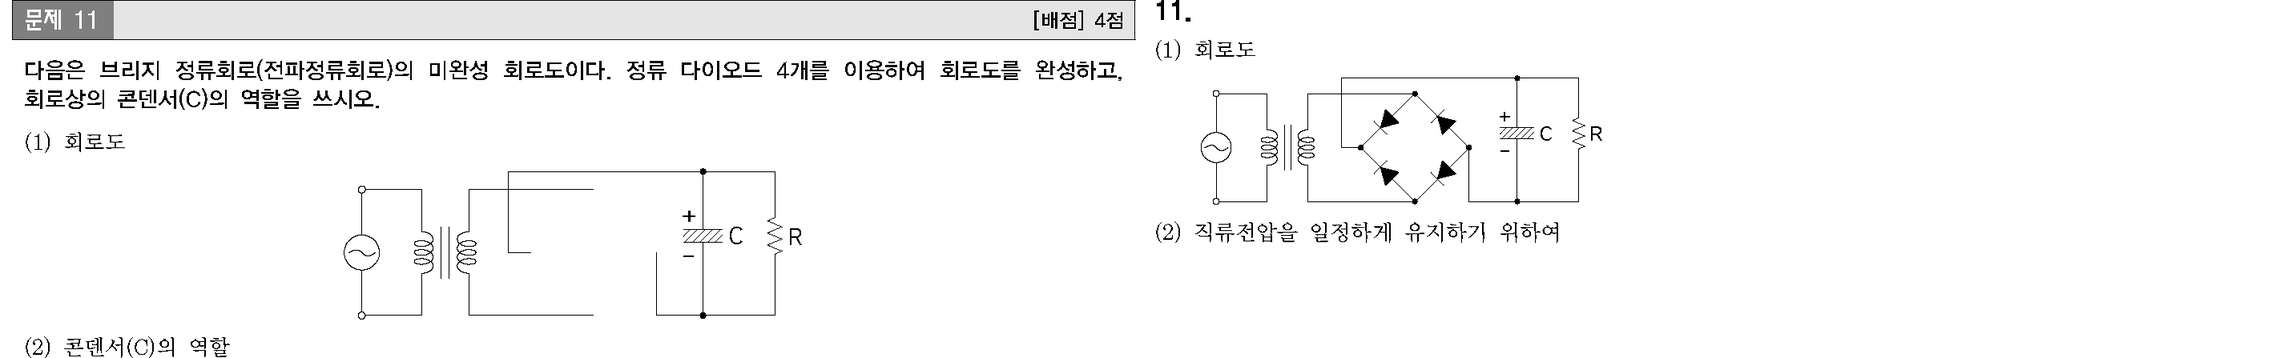 문제 11
[배점] 4점
다음은 브리지 정류회로(전파정류회로)의 미완성 회로도이다. 정류 다이오드 4개를 이용하여 회로도를 완성하고,
회로상의 콘덴서(C)의 역할을 쓰시오.
(1) 회로도
+
C
R
−
(2) 콘덴서(C)의 역할
11.
(1) 회로도
+
C
R
−
(2) 직류전압을 일정하게 유지하기 위하여